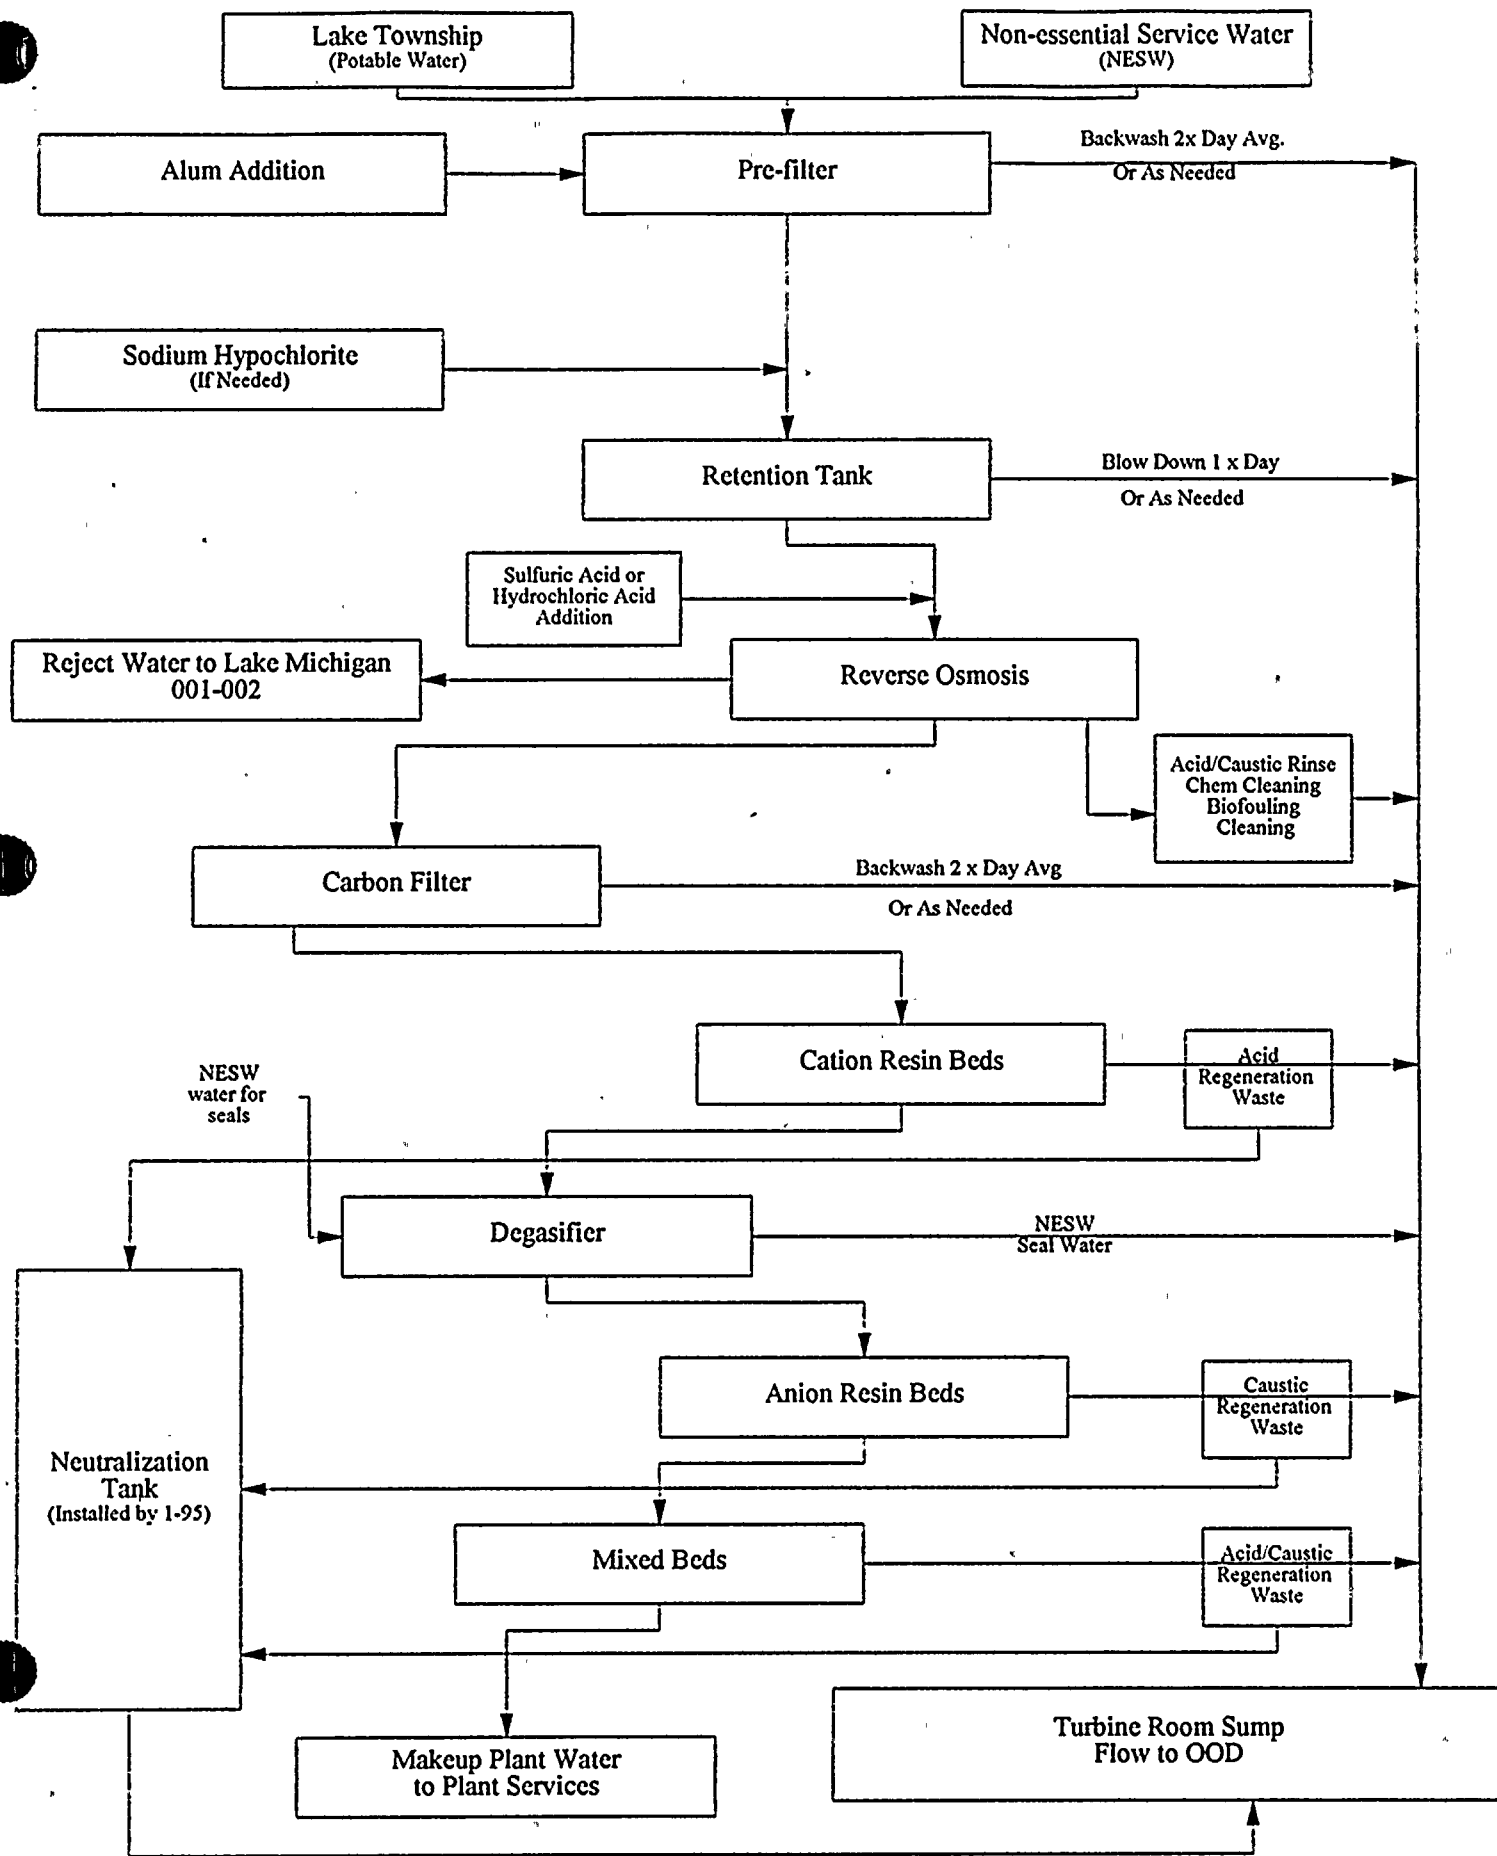 Lake Township
(Potable Water)
Non-essential Service Water
(NESW)
Alum Addition
Pre-filter
Backwash 2x Day Avg.
Or As Needed
Sodium Hypochlorite
(If Needed)
Retention Tank
Blow Down 1 x Day
Or As Needed
Sulfuric Acid or
Hydrochloric Acid
Addition
Reject Water to Lake Michigan
001-002
Reverse Osmosis
Acid/Caustic Rinse
Chem Cleaning
Biofouling
Cleaning
Carbon Filter
Backwash 2 x Day Avg
Or As Needed
Cation Resin Beds
Acid
Regeneration
Waste
NESW
water for
seals
Degasifier
NESW
Seal Water
Anion Resin Beds
Caustic
Regeneration
Waste
Neutralization
Tank
(Installed by 1-95)
Mixed Beds
Acid/Caustic
Regeneration
Waste
Makeup Plant Water
to Plant Services
Turbine Room Sump
Flow to OOD